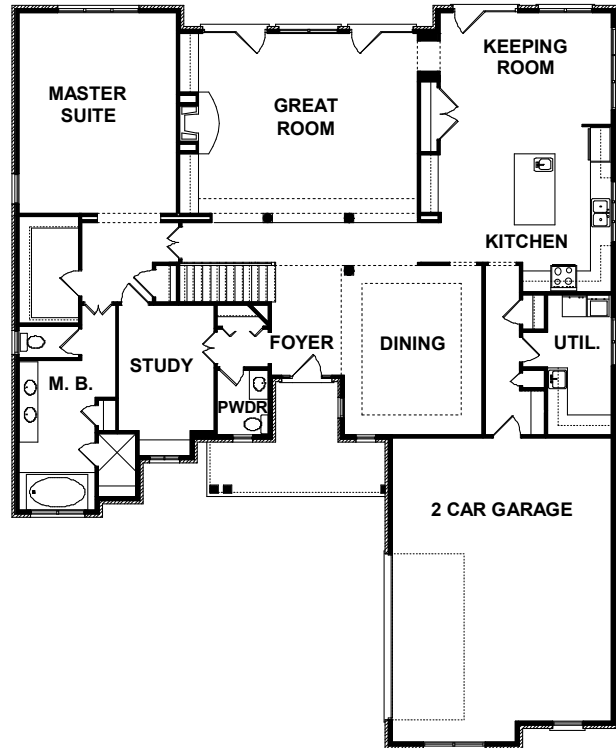 KEEPING
ROOM
MASTER
SUITE
GREAT
ROOM
KITCHEN
FOYER
DINING
UTIL.
STUDY
M. B.
PWDR
2 CAR GARAGE